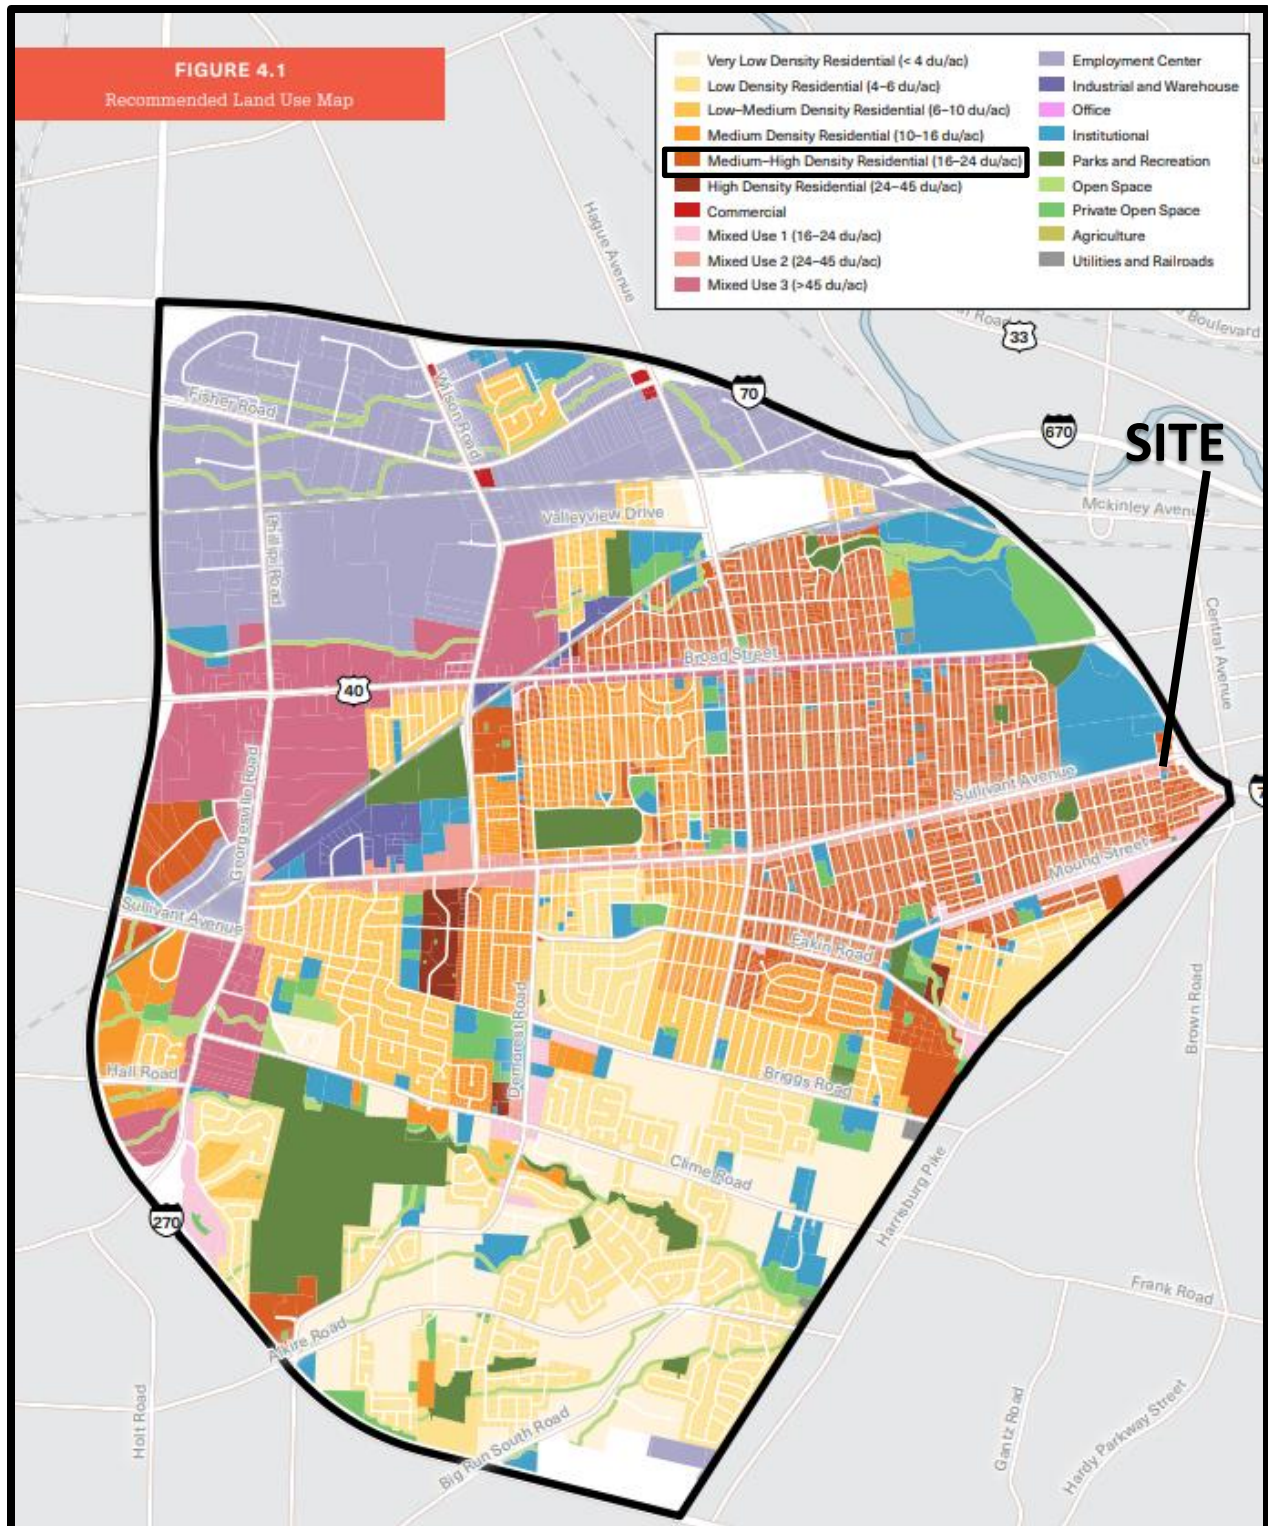 FIGURE 4.1
Recommended Land Use Map
Very Low Density Residential (< 4 du/ac)
Low Density Residential (4–6 du/ac)
Low–Medium Density Residential (6–10 du/ac)
Medium Density Residential (10–16 du/ac)
Medium–High Density Residential (16–24 du/ac)
High Density Residential (24–45 du/ac)
Commercial
Mixed Use 1 (16–24 du/ac)
Mixed Use 2 (24–45 du/ac)
Mixed Use 3 (>45 du/ac)
Employment Center
Industrial and Warehouse
Office
Institutional
Parks and Recreation
Open Space
Private Open Space
Agriculture
Utilities and Railroads
Hague Avenue
Road
Boulevard
33
70
670
SITE
Wilson Road
Fisher Road
Mckinley Avenue
Valleyview Drive
Phillipi Road
Central Avenue
Broad Street
40
Sullivant Avenue
Georgesville Road
Mound Street
Sullivant Avenue
Eakin Road
Brown Road
Demorest Road
Hall Road
Briggs Road
Clime Road
Harrisburg Pike
270
Frank Road
Alkire Road
Holt Road
Big Run South Road
Gantz Road
Hardy Parkway Street